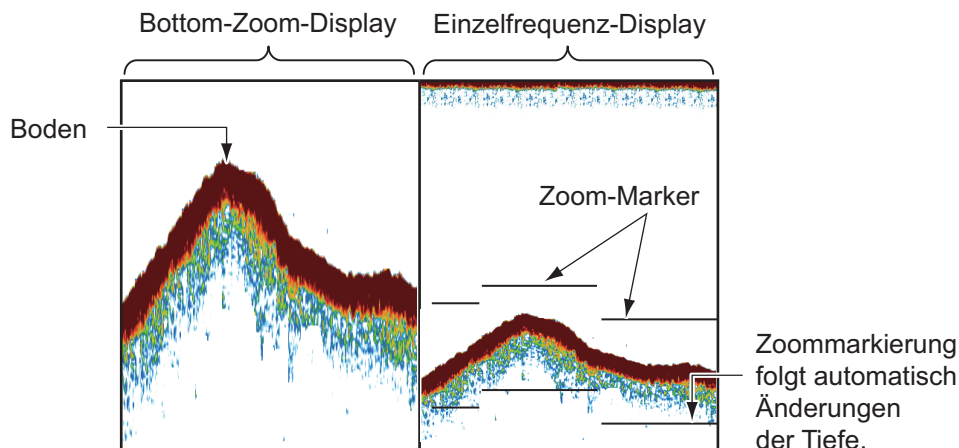 Bottom-Zoom-Display
Einzelfrequenz-Display
Boden
Zoom-Marker
Zoommarkierung
folgt automatisch
Änderungen
der Tiefe.